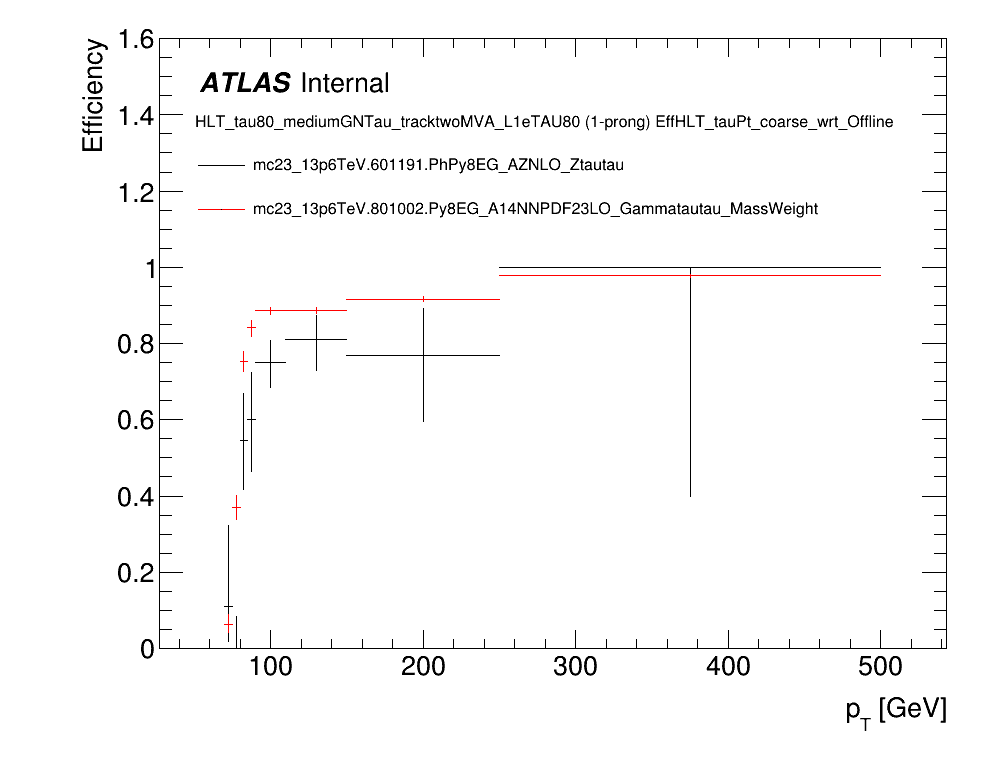 ATLAS Internal
HLT_tau80_mediumGNTau_tracktwoMVA_L1eTAU80 (1-prong) EffHLT_tauPt_coarse_wrt_Offline
mc23_13p6TeV.601191.PhPy8EG_AZNLO_Ztautau
mc23_13p6TeV.801002.Py8EG_A14NNPDF23LO_Gammatautau_MassWeight
Efficiency
1.6
1.4
1.2
1
0.8
0.6
0.4
0.2
0
100 200 300 400 500
p_T [GeV]